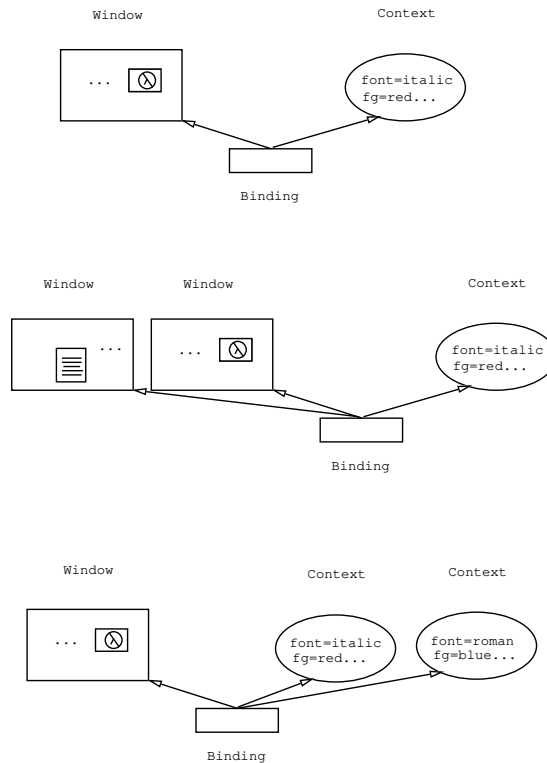 Window Context
... λ font=italic
fg=red...
Binding
Window Window Context
... ... λ font=italic
fg=red...
Binding
Window Context Context
... λ font=italic font=roman
fg=red... fg=blue...
Binding